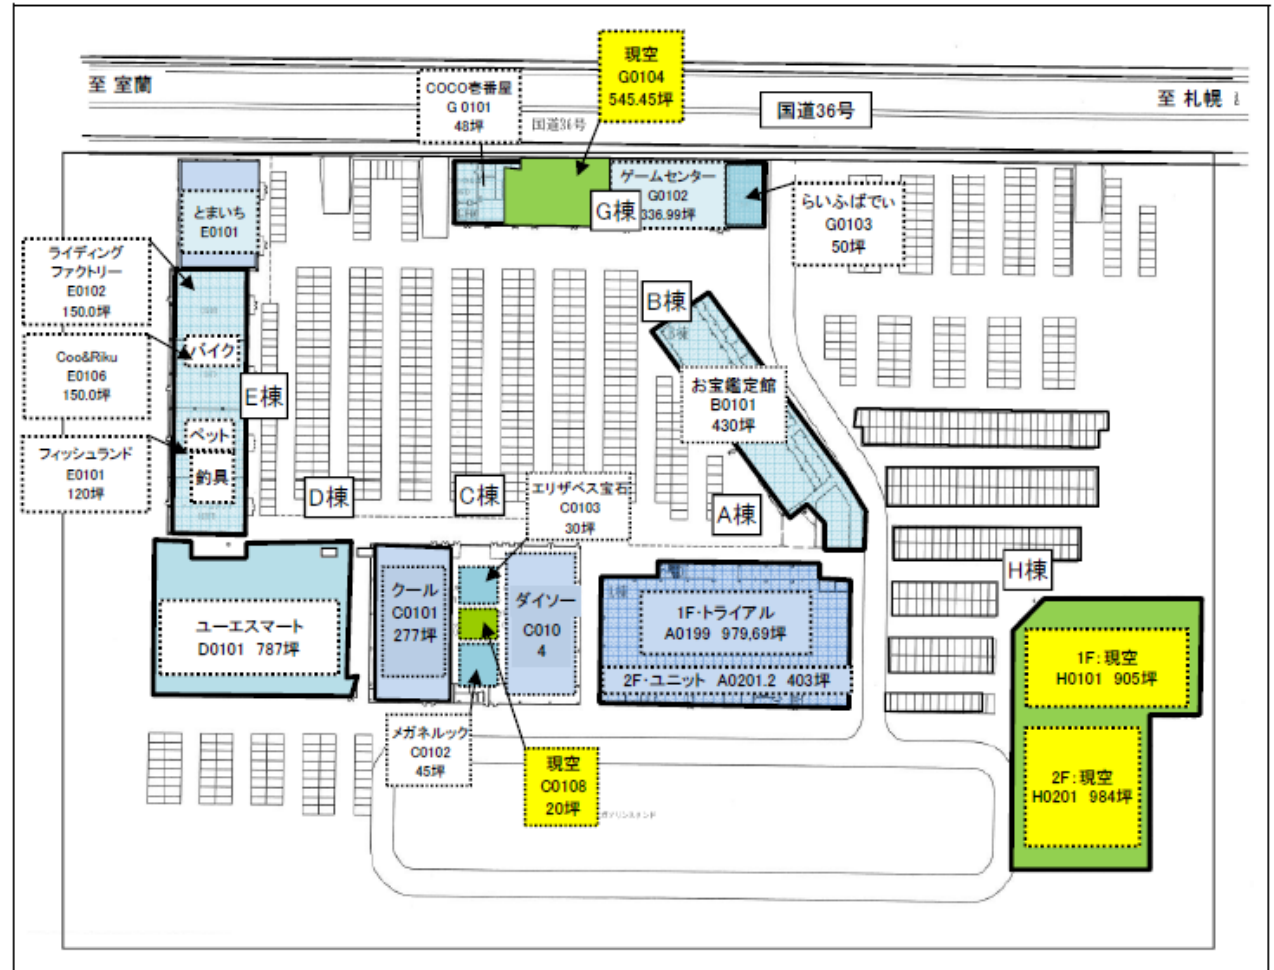 現空
G0104
545.45坪
至 室蘭
COCO壱番屋
G 0101
48坪
国道36号
国道36号
至 札幌
とまいち
E0101
ゲームセンター
G0102
336.99坪
G棟
らいふばでぃ
G0103
50坪
ライディング
ファクトリー
E0102
150.0坪
B棟
バイク
Coo&Riku
E0106
150.0坪
E棟
お宝鑑定館
B0101
430坪
ペット
フィッシュランド
E0101
120坪
釣具
D棟
C棟
エリザベス宝石
C0103
30坪
A棟
H棟
ユーエスマート
D0101 787坪
クール
C0101
277坪
ダイソー
C010
4
1F・トライアル
A0199 979,69坪
2F・ユニット A0201.2 403坪
1F:現空
H0101 905坪
メガネルック
C0102
45坪
現空
C0108
20坪
2F:現空
H0201 984坪